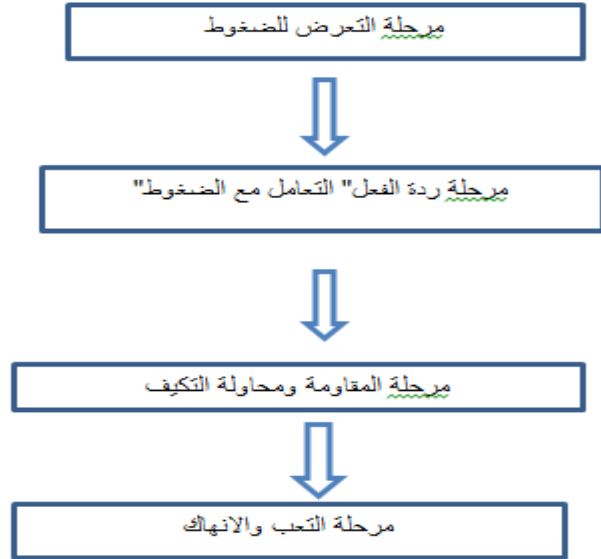 مرحلة التعرض للضغوط
مرحلة ردة الفعل" التعامل مع الضغوط"
مرحلة المقاومة ومحاولة التكيف
مرحلة التعب والانهاك